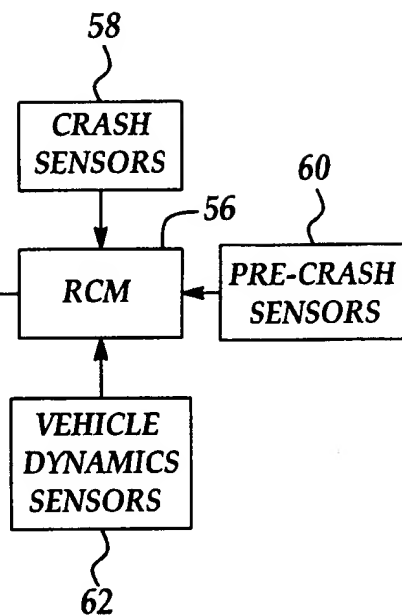 58
CRASH
SENSORS
56
60
RCM
PRE-CRASH
SENSORS
VEHICLE
DYNAMICS
SENSORS
62